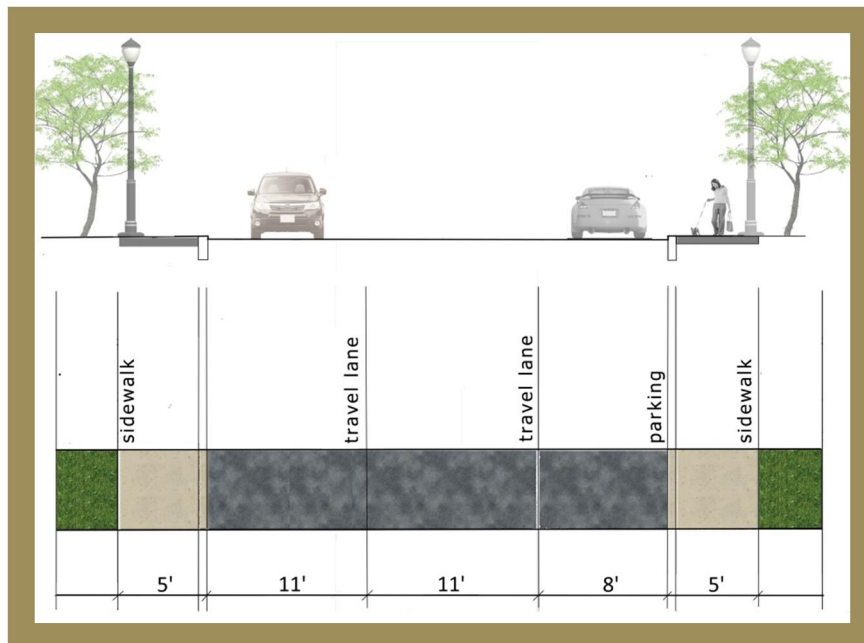 sidewalk
travel lane
travel lane
parking
sidewalk
5'
11'
11'
8'
5'